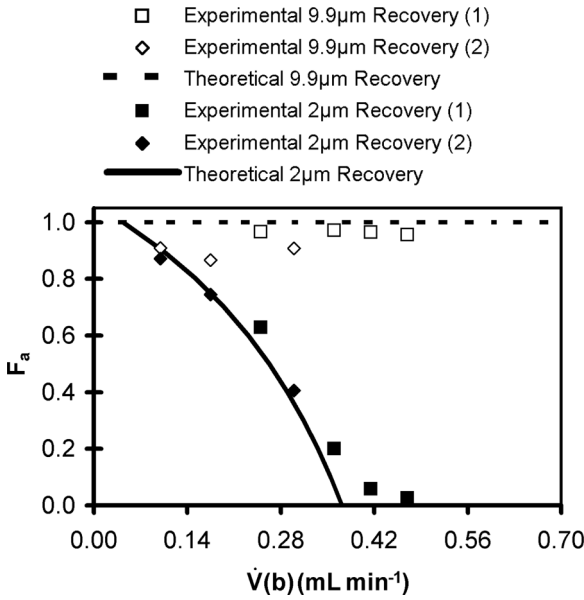 Experimental 9.9µm Recovery (1)
Experimental 9.9µm Recovery (2)
Theoretical 9.9µm Recovery
Experimental 2µm Recovery (1)
Experimental 2µm Recovery (2)
Theoretical 2µm Recovery
1.0
0.8
0.6
0.4
0.2
0.0
Fₐ
0.00 0.14 0.28 0.42 0.56 0.70
V̇(b) (mL min⁻¹)